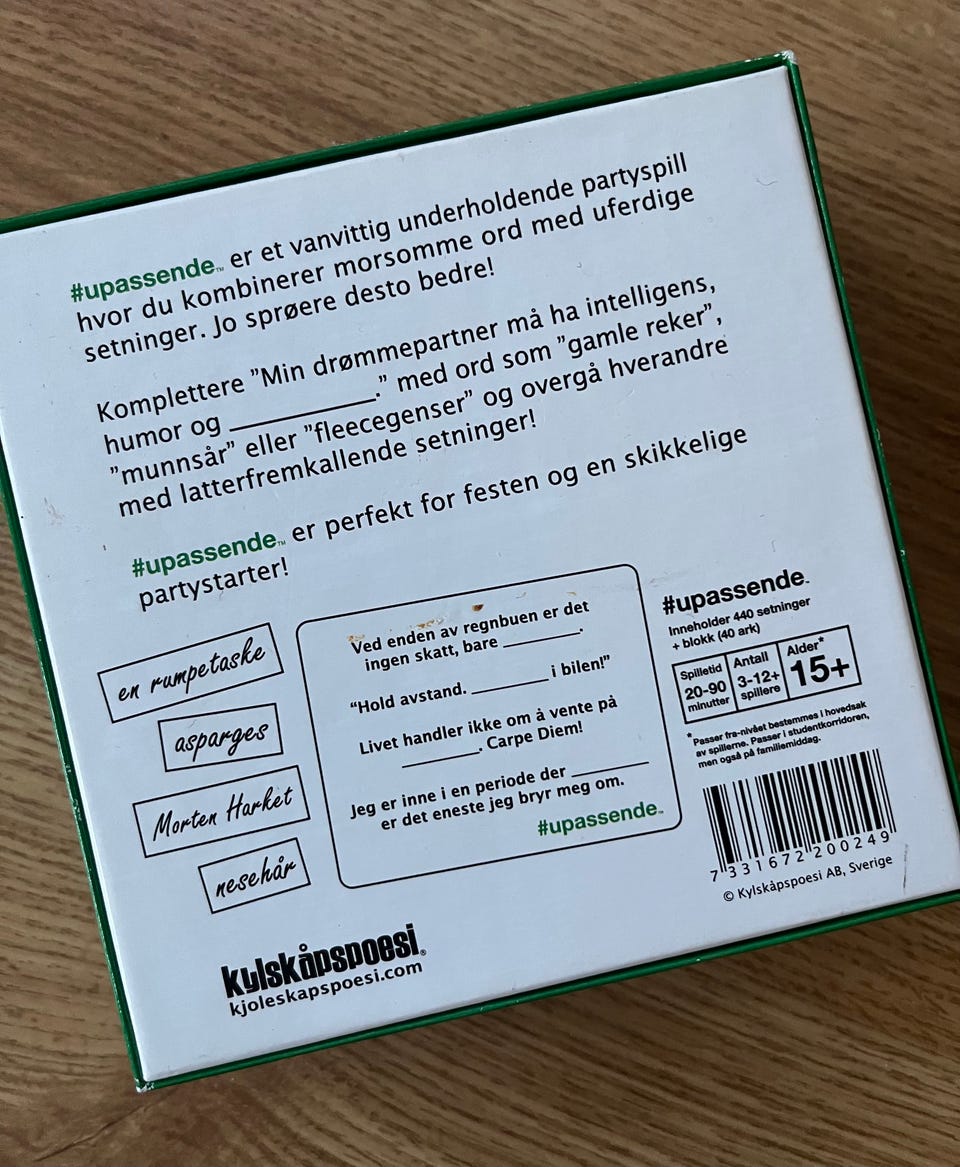 #upassende™ er et vanvittig underholdende partyspill
hvor du kombinerer morsomme ord med uferdige
setninger. Jo sprøere desto bedre!
Komplettere ”Min drømmepartner må ha intelligens,
humor og __________.” med ord som ”gamle reker”,
”munnsår” eller ”fleecegenser” og overgå hverandre
med latterfremkallende setninger!
#upassende™ er perfekt for festen og en skikkelige
partystarter!
en rumpetaske
asparges
Morten Harket
nesehår
Ved enden av regnbuen er det
ingen skatt, bare ________.
“Hold avstand. ________ i bilen!”
Livet handler ikke om å vente på
________. Carpe Diem!
Jeg er inne i en periode der ________
er det eneste jeg bryr meg om.
#upassende™
#upassende™
Inneholder 440 setninger
+ blokk (40 ark)
Spilletid
20-90
minutter
Antall
3-12+
spillere
Alder*
15+
*Passer fra-nivået bestemmes i hovedsak
av spillerne. Passer i studentkorridoren,
men også på familiemiddag.
7 331672 200249
© Kylskåpspoesi AB, Sverige
kylskåpspoesi®
kjoleskapspoesi.com